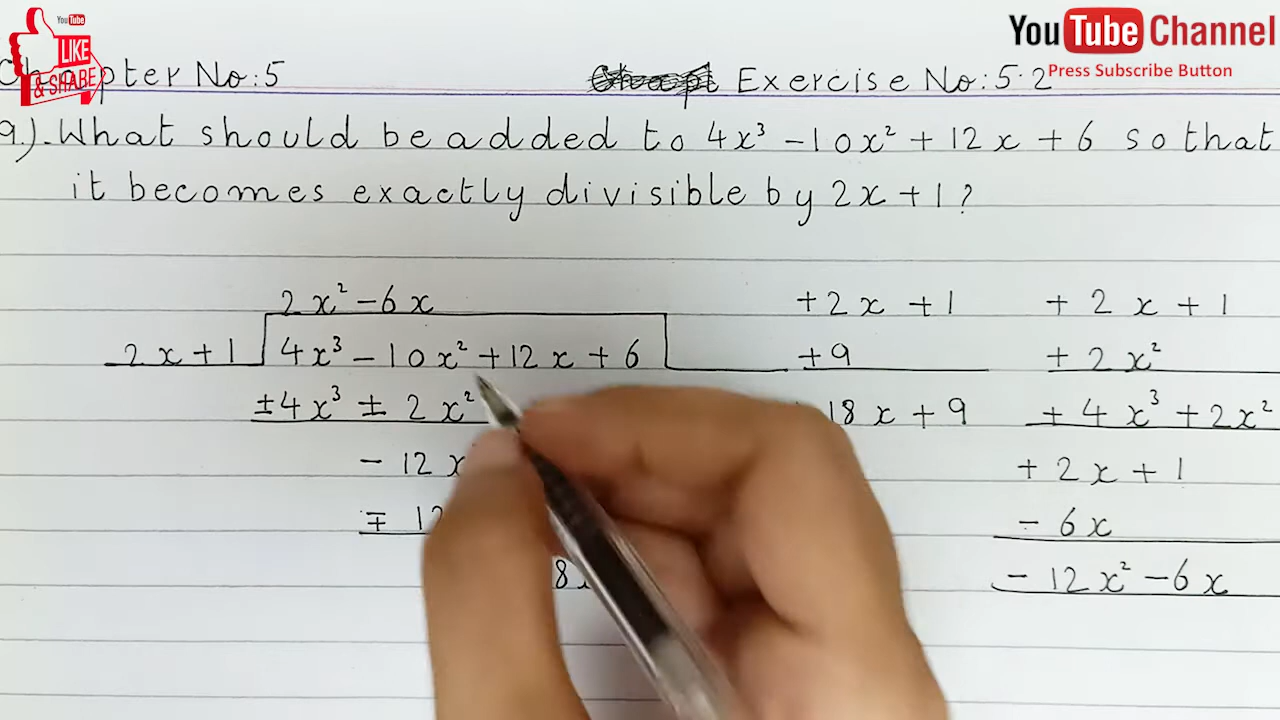 YouTube
LIKE
& SHARE
YouTube Channel
Press Subscribe Button
Chapter No:5 Exercise No:5.2
9.). What should be added to 4x³ - 10x² + 12x + 6 so that
it becomes exactly divisible by 2x + 1?
2x² - 6x
2x + 1 4x³ - 10x² + 12x + 6
± 4x³ ± 2x²
- 12x
∓ 12
8
+ 2x + 1
+ 9
18x + 9
+ 2x + 1
+ 2x²
+ 4x³ + 2x²
+ 2x + 1
- 6x
- 12x² - 6x